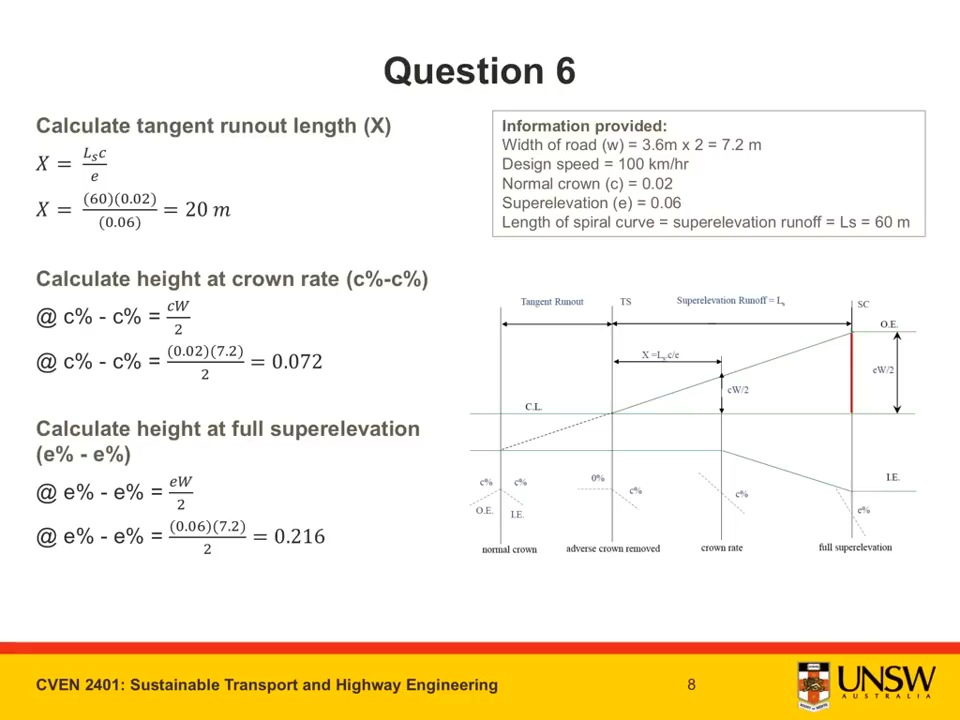 Question 6
Calculate tangent runout length (X)
X = Lₛc/e
X = (60)(0.02)/(0.06) = 20 m
Calculate height at crown rate (c%-c%)
@ c% - c% = cW/2
@ c% - c% = (0.02)(7.2)/2 = 0.072
Calculate height at full superelevation
(e% - e%)
@ e% - e% = eW/2
@ e% - e% = (0.06)(7.2)/2 = 0.216
Information provided:
Width of road (w) = 3.6m x 2 = 7.2 m
Design speed = 100 km/hr
Normal crown (c) = 0.02
Superelevation (e) = 0.06
Length of spiral curve = superelevation runoff = Ls = 60 m
Tangent Runout
TS
Superelevation Runoff = Lₛ
SC
O.E.
X =Lₛ.c/e
eW/2
cW/2
C.L.
I.E.
c%
c%
0%
c%
c%
e%
O.E.
I.E.
normal crown
adverse crown removed
crown rate
full superelevation
CVEN 2401: Sustainable Transport and Highway Engineering
8
UNSW
AUSTRALIA